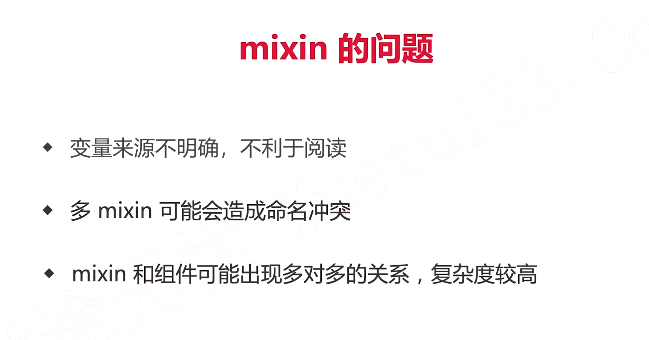 mixin 的问题
变量来源不明确，不利于阅读
多 mixin 可能会造成命名冲突
mixin 和组件可能出现多对多的关系，复杂度较高